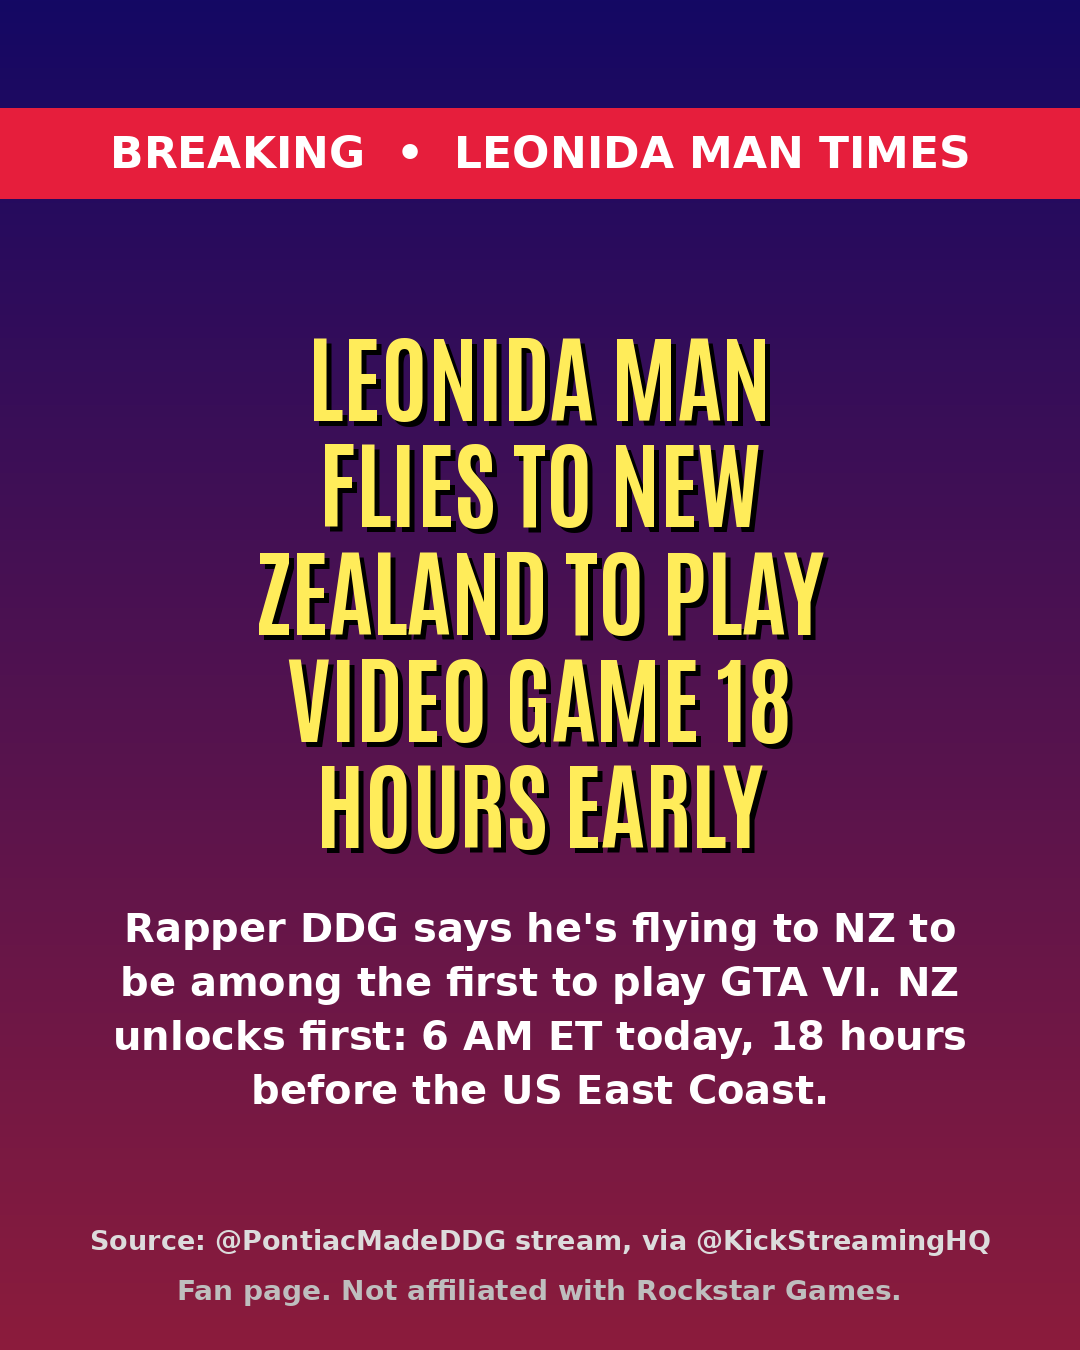 BREAKING • LEONIDA MAN TIMES
LEONIDA MAN
FLIES TO NEW
ZEALAND TO PLAY
VIDEO GAME 18
HOURS EARLY
Rapper DDG says he's flying to NZ to
be among the first to play GTA VI. NZ
unlocks first: 6 AM ET today, 18 hours
before the US East Coast.
Source: @PontiacMadeDDG stream, via @KickStreamingHQ
Fan page. Not affiliated with Rockstar Games.